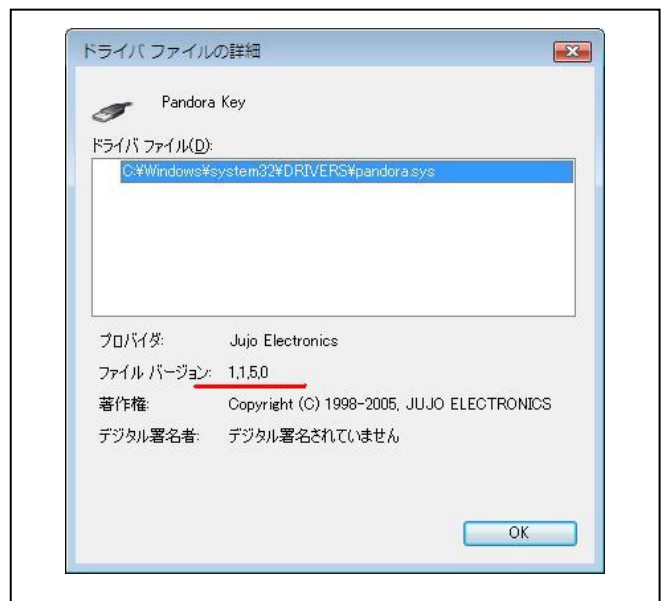 ドライバ ファイルの詳細
Pandora Key
ドライバ ファイル(D):
C:¥Windows¥system32¥DRIVERS¥pandora.sys
プロバイダ: Jujo Electronics
ファイル バージョン: 1,1,5,0
著作権: Copyright (C) 1998-2005, JUJO ELECTRONICS
デジタル署名者: デジタル署名されていません
OK